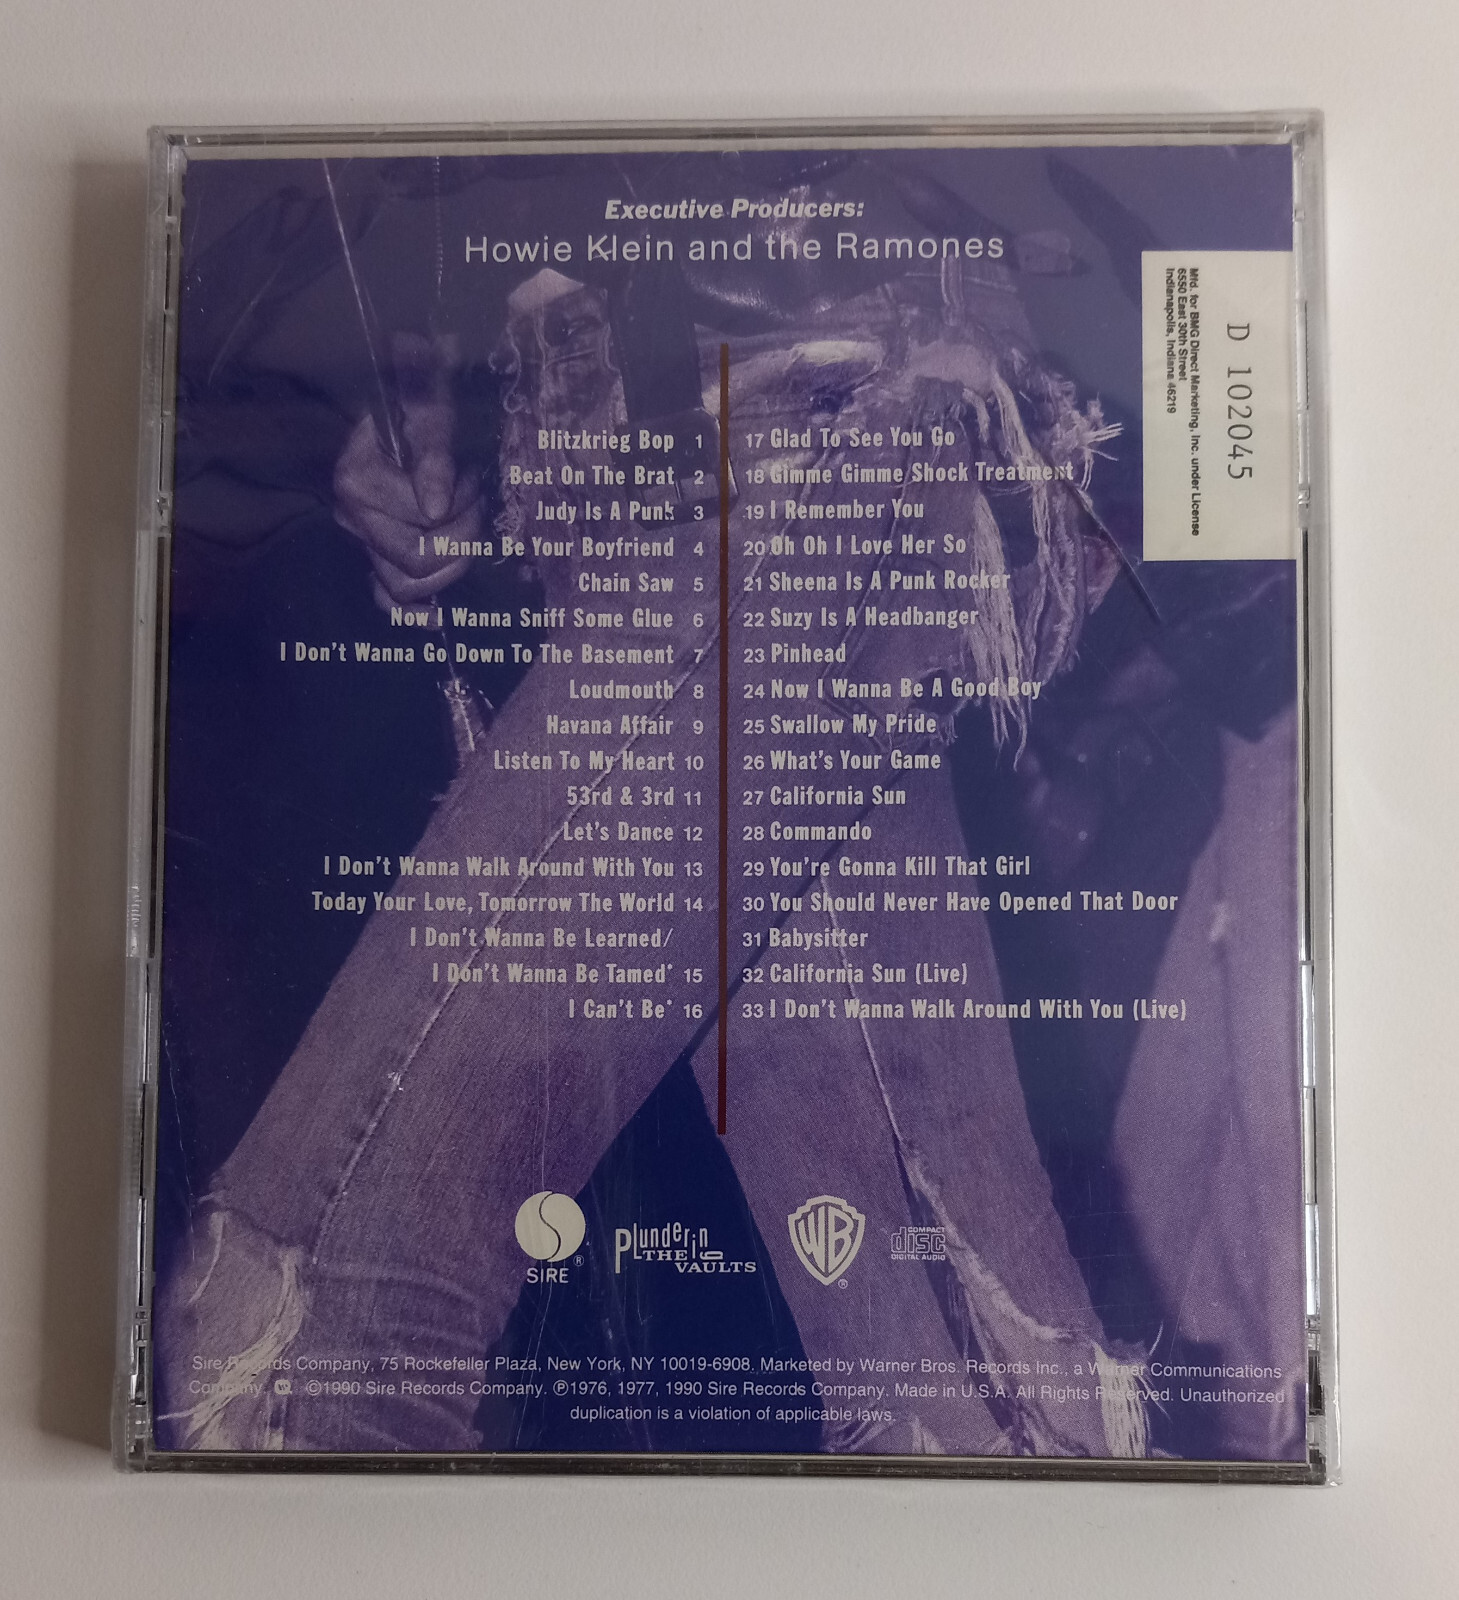 Executive Producers:
Howie Klein and the Ramones
D 102045
Mfd. for BMG Direct Marketing, Inc. under License
6550 East 30th Street
Indianapolis, Indiana 46219
Blitzkrieg Bop 1
Beat On The Brat 2
Judy Is A Punk 3
I Wanna Be Your Boyfriend 4
Chain Saw 5
Now I Wanna Sniff Some Glue 6
I Don't Wanna Go Down To The Basement 7
Loudmouth 8
Havana Affair 9
Listen To My Heart 10
53rd & 3rd 11
Let's Dance 12
I Don't Wanna Walk Around With You 13
Today Your Love, Tomorrow The World 14
I Don't Wanna Be Learned/
I Don't Wanna Be Tamed* 15
I Can't Be* 16
17 Glad To See You Go
18 Gimme Gimme Shock Treatment
19 I Remember You
20 Oh Oh I Love Her So
21 Sheena Is A Punk Rocker
22 Suzy Is A Headbanger
23 Pinhead
24 Now I Wanna Be A Good Boy
25 Swallow My Pride
26 What's Your Game
27 California Sun
28 Commando
29 You're Gonna Kill That Girl
30 You Should Never Have Opened That Door
31 Babysitter
32 California Sun (Live)
33 I Don't Wanna Walk Around With You (Live)
SIRE ®
Plunderin
THE
VAULTS
WB ®
COMPACT
disc
DIGITAL AUDIO
Sire Records Company, 75 Rockefeller Plaza, New York, NY 10019-6908. Marketed by Warner Bros. Records Inc., a Warner Communications
Company. ©1990 Sire Records Company. ℗1976, 1977, 1990 Sire Records Company. Made in U.S.A. All Rights Reserved. Unauthorized
duplication is a violation of applicable laws.